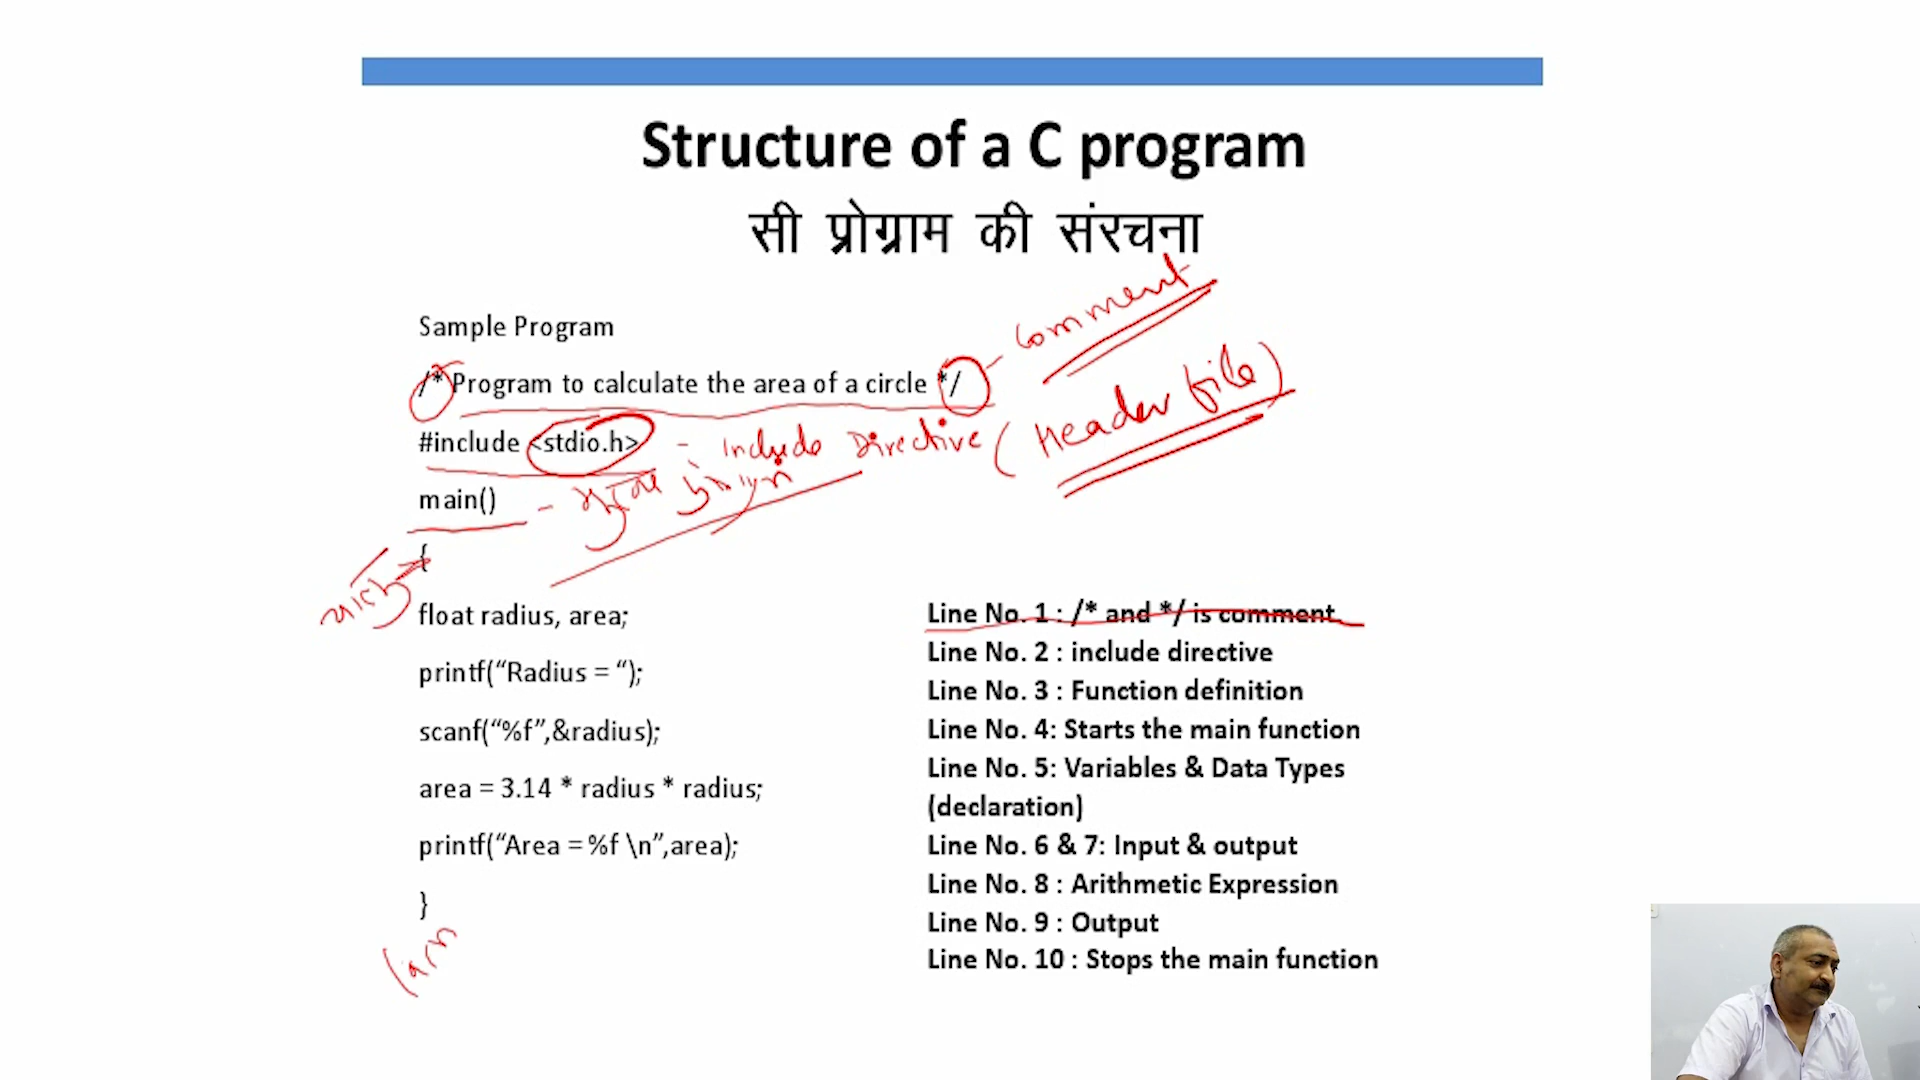 Structure of a C program
सी प्रोग्राम की संरचना
Sample Program
/* Program to calculate the area of a circle */
Comment
#include <stdio.h>
- Include Directive (Header file)
main()
{
float radius, area;
printf(“Radius = “);
scanf(“%f”,&radius);
area = 3.14 * radius * radius;
printf(“Area = %f \n”,area);
}
Line No. 1 : /* and */ is comment
Line No. 2 : include directive
Line No. 3 : Function definition
Line No. 4: Starts the main function
Line No. 5: Variables & Data Types
(declaration)
Line No. 6 & 7: Input & output
Line No. 8 : Arithmetic Expression
Line No. 9 : Output
Line No. 10 : Stops the main function